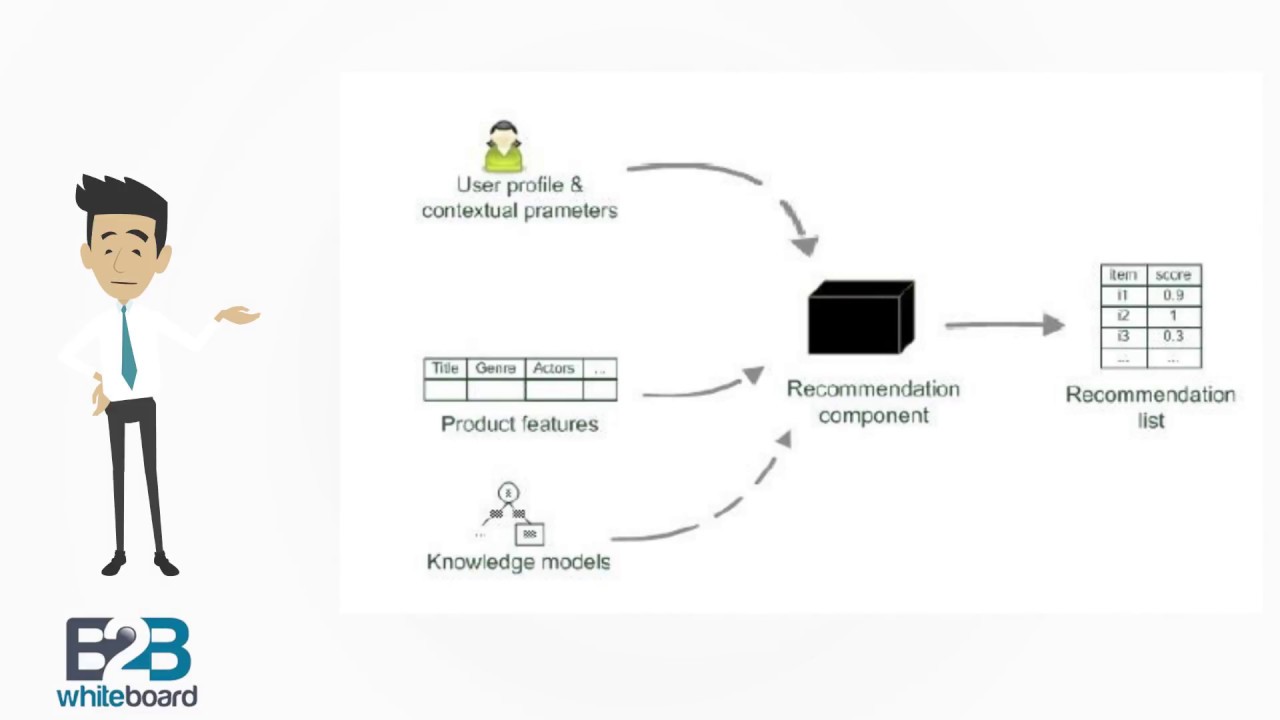 User profile &
contextual prameters
Title Genre Actors ...
Product features
...
Knowledge models
Recommendation
component
item score
i1 0.9
i2 1
i3 0.3
... ...
Recommendation
list
B2B
whiteboard